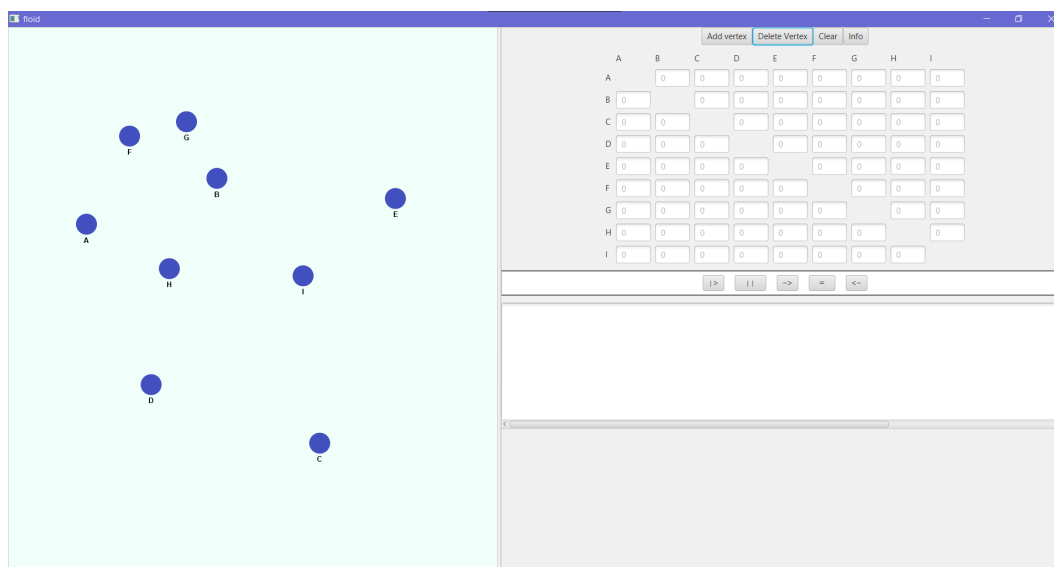 floid
Add vertex Delete Vertex Clear Info
A B C D E F G H I
A 0 0 0 0 0 0 0 0
B 0 0 0 0 0 0 0 0
C 0 0 0 0 0 0 0 0
D 0 0 0 0 0 0 0 0
E 0 0 0 0 0 0 0 0
F 0 0 0 0 0 0 0 0
G 0 0 0 0 0 0 0 0
H 0 0 0 0 0 0 0 0
I 0 0 0 0 0 0 0 0
|> || -> = <-
G
F
B
E
A
H
I
D
C